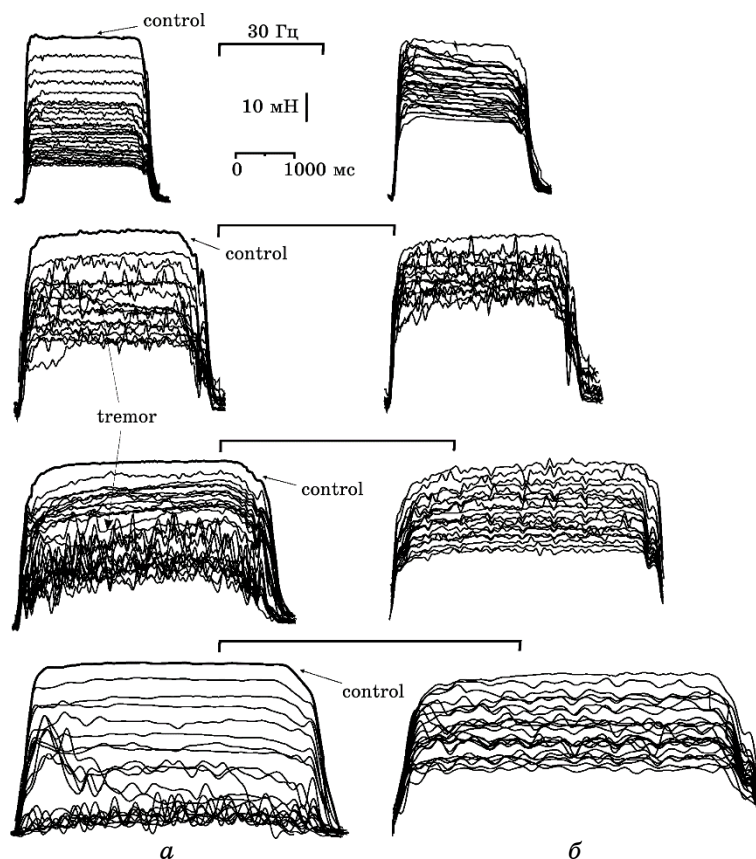 control
30 Гц
10 мН
0 1000 мс
control
tremor
control
control
а б